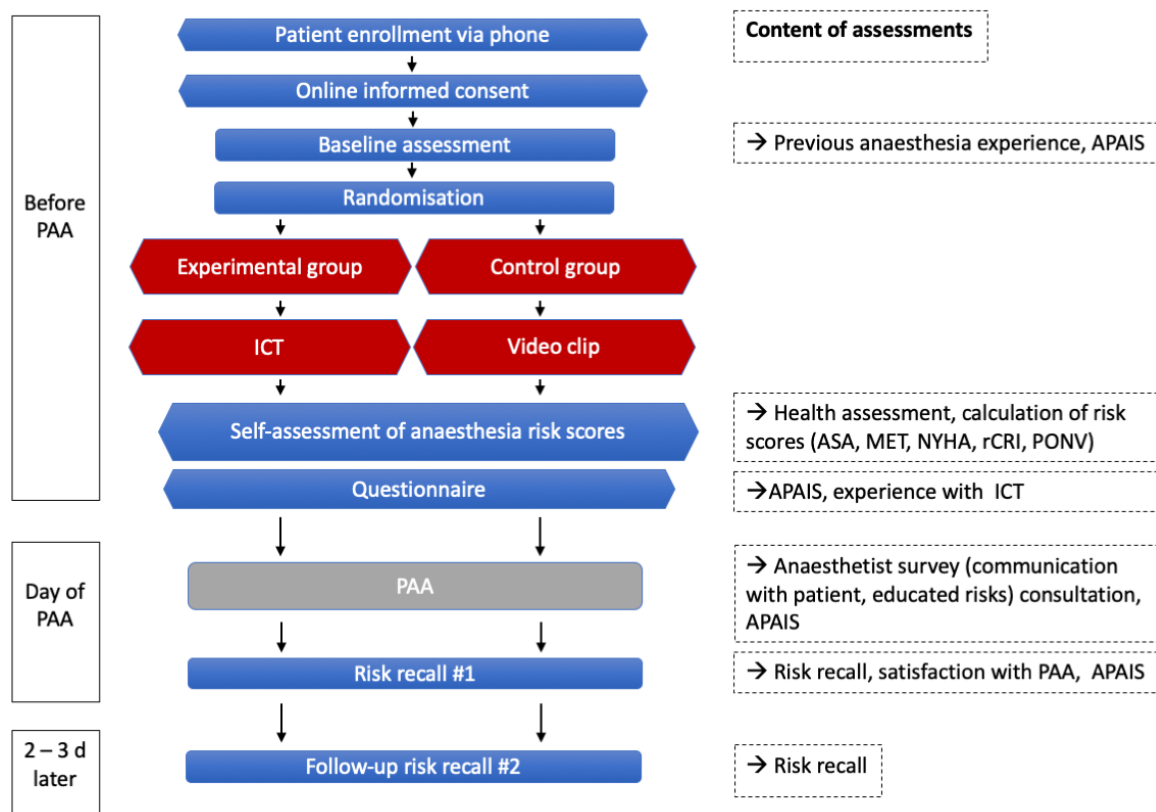 Patient enrollment via phone
Content of assessments
Online informed consent
Baseline assessment
→ Previous anaesthesia experience, APAIS
Randomisation
Before
PAA
Experimental group
Control group
ICT
Video clip
Self-assessment of anaesthesia risk scores
→ Health assessment, calculation of risk
scores (ASA, MET, NYHA, rCRI, PONV)
Questionnaire
→APAIS, experience with ICT
Day of
PAA
PAA
→ Anaesthetist survey (communication
with patient, educated risks) consultation,
APAIS
Risk recall #1
→ Risk recall, satisfaction with PAA, APAIS
2 – 3 d
later
Follow-up risk recall #2
→ Risk recall